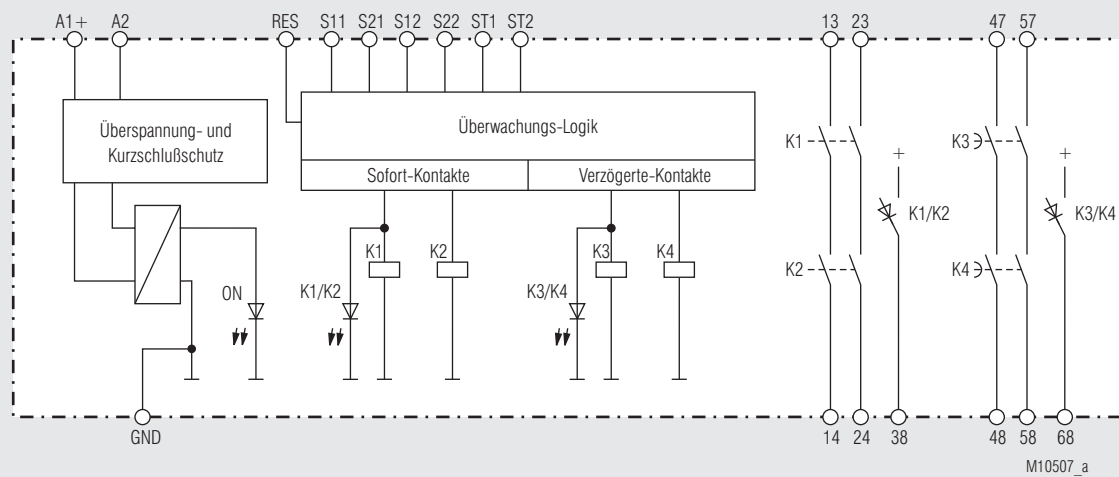 A1+ A2 RES S11 S21 S12 S22 ST1 ST2 13 23 47 57
Überspannung- und
Kurzschlußschutz
Überwachungs-Logik
Sofort-Kontakte Verzögerte-Kontakte
K1 K3
+ +
K1/K2 K3/K4
K1 K2 K3 K4
K2 K4
ON K1/K2 K3/K4
GND 14 24 38 48 58 68
M10507_a